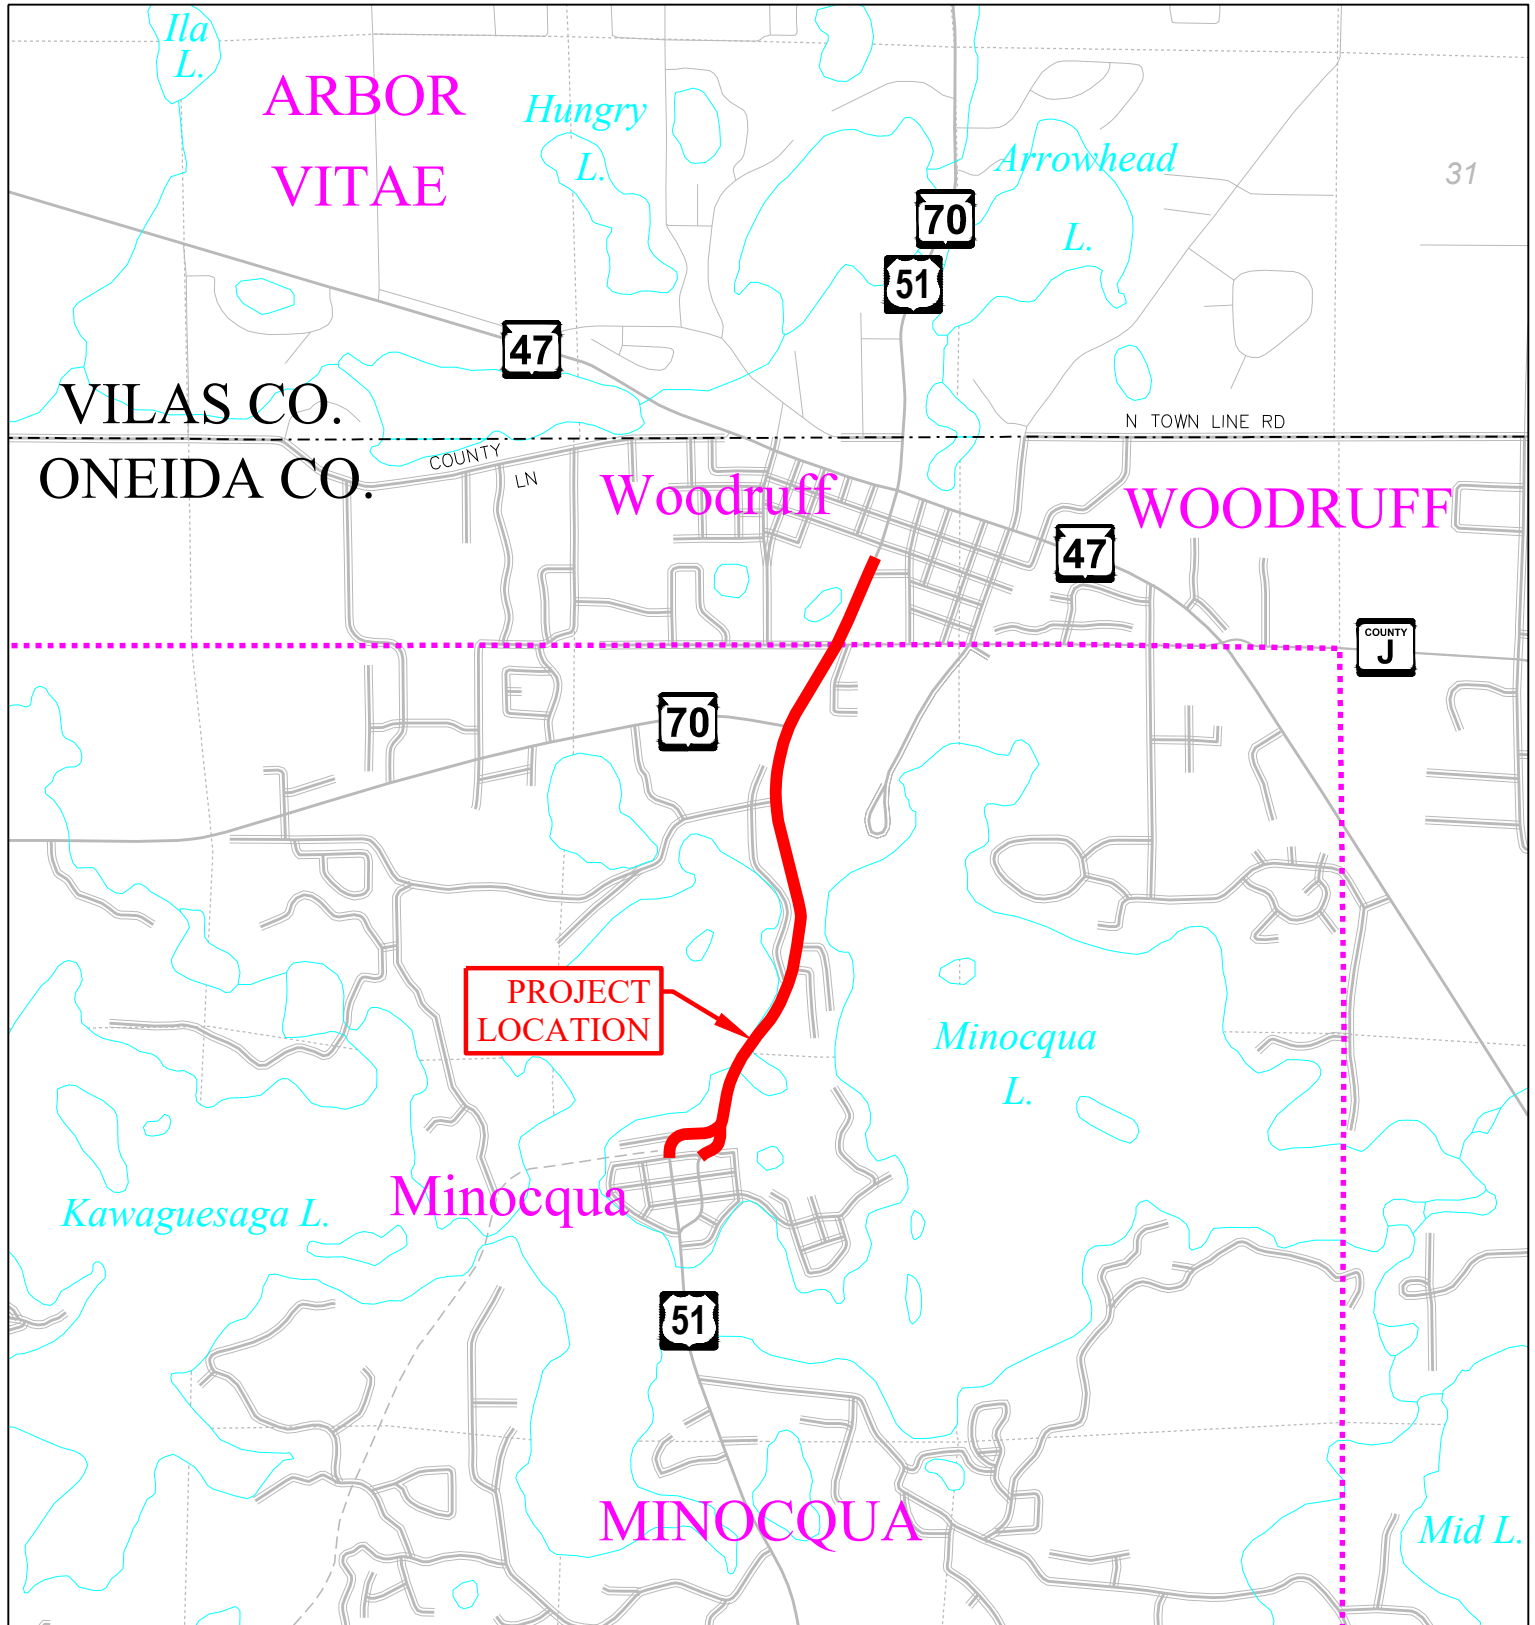 Ila
L.
ARBOR
VITAE
Hungry
L.
Arrowhead
L.
31
70
51
47
VILAS CO.
ONEIDA CO.
COUNTY
LN
N TOWN LINE RD
Woodruff
WOODRUFF
47
COUNTY
J
70
PROJECT
LOCATION
Minocqua
L.
Minocqua
Kawaguesaga L.
51
MINOCQUA
Mid L.